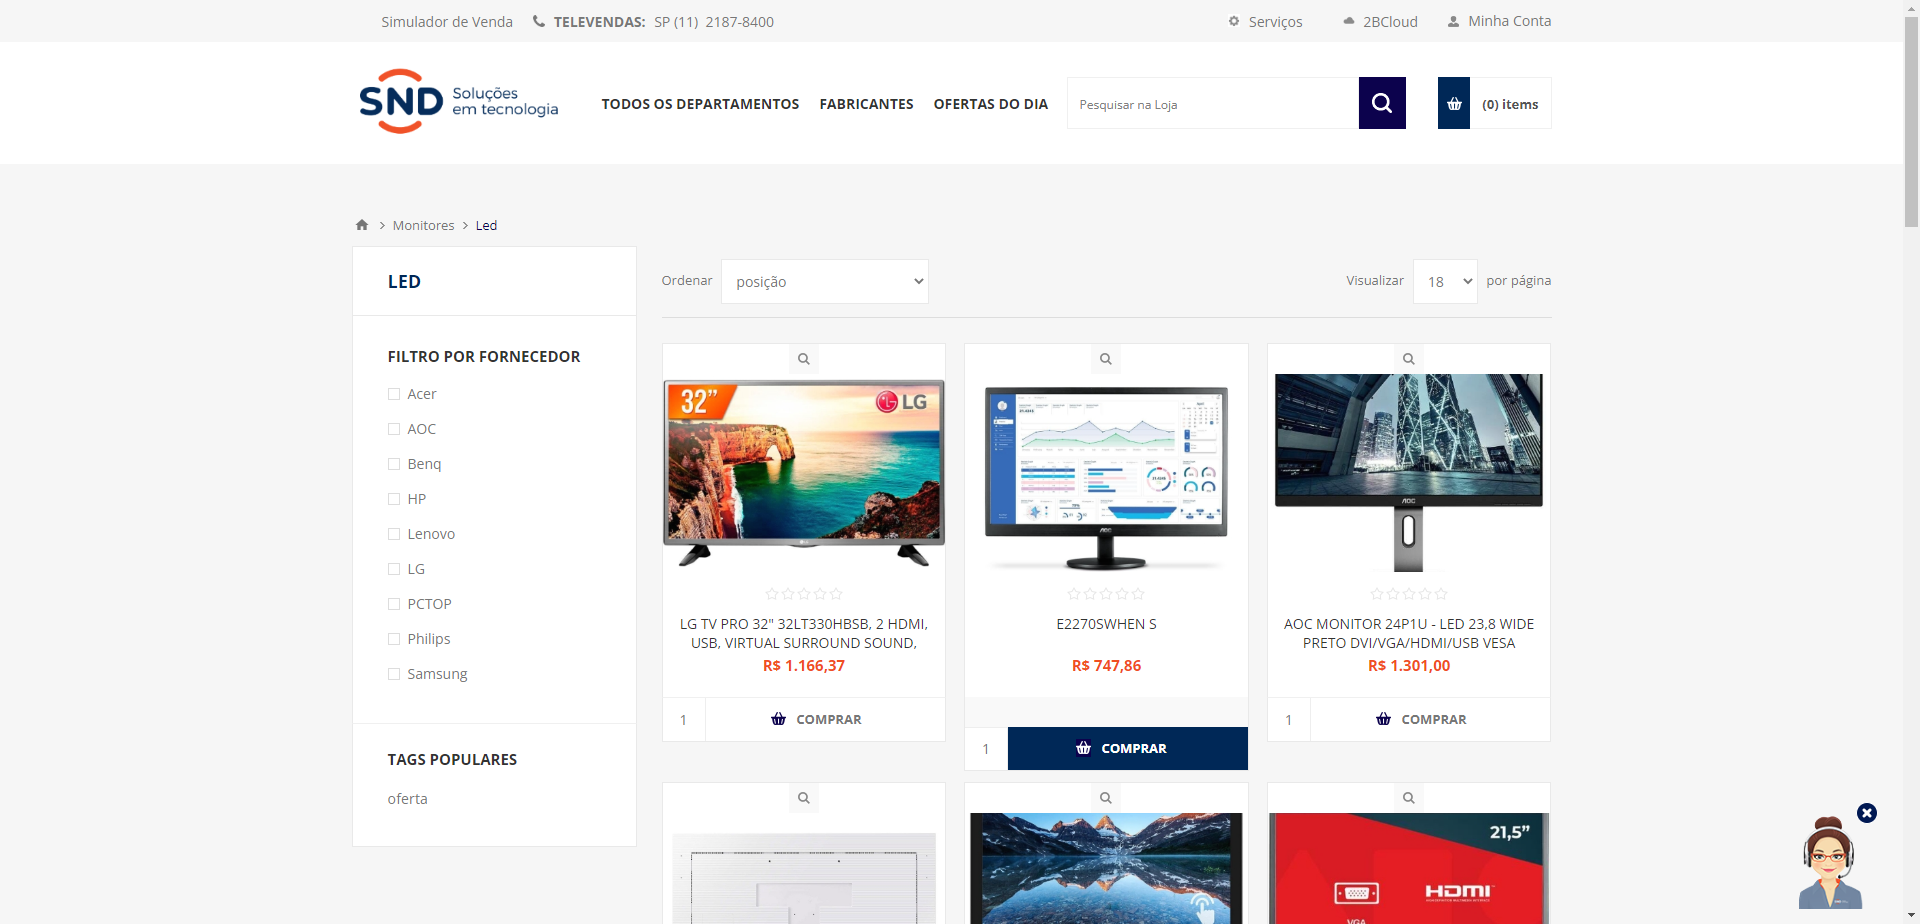 Simulador de Venda
TELEVENDAS: SP (11) 2187-8400
Serviços
2BCloud
Minha Conta
SND Soluções
em tecnologia
TODOS OS DEPARTAMENTOS
FABRICANTES
OFERTAS DO DIA
Pesquisar na Loja
(0) items
Monitores > Led
LED
Ordenar
posição
Visualizar
18
por página
FILTRO POR FORNECEDOR
Acer
AOC
Benq
HP
Lenovo
LG
PCTOP
Philips
Samsung
TAGS POPULARES
oferta
32”
LG
LG TV PRO 32" 32LT330HBSB, 2 HDMI,
USB, VIRTUAL SURROUND SOUND,
R$ 1.166,37
1
COMPRAR
AOC
E2270SWHEN S
R$ 747,86
1
COMPRAR
AOC
AOC MONITOR 24P1U - LED 23,8 WIDE
PRETO DVI/VGA/HDMI/USB VESA
R$ 1.301,00
1
COMPRAR
21,5”
HDMI
VGA